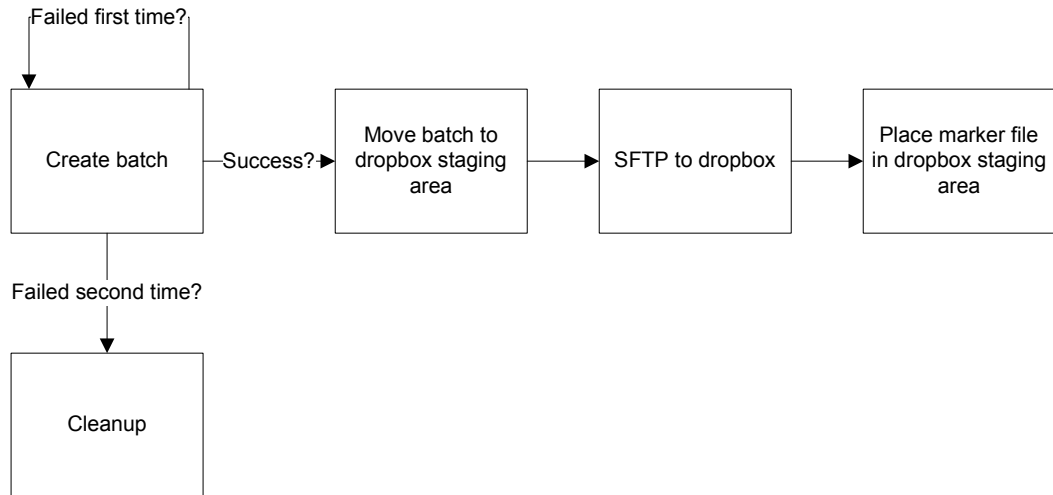 Failed first time?
Create batch
Success?
Move batch to
dropbox staging
area
SFTP to dropbox
Place marker file
in dropbox staging
area
Failed second time?
Cleanup